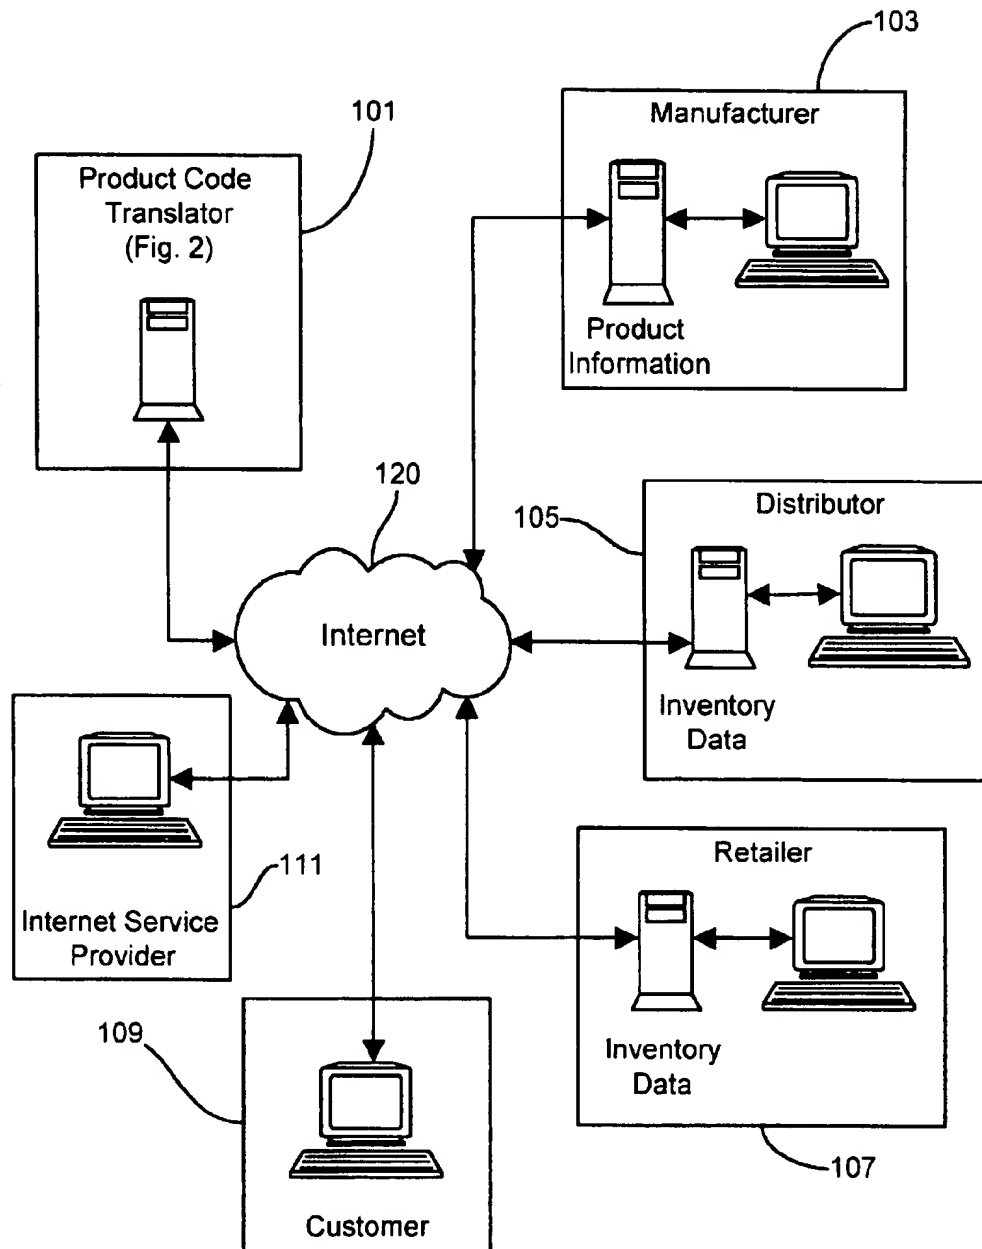 103
Manufacturer
101
Product Code
Translator
(Fig. 2)
Product
Information
120
105
Distributor
Internet
Inventory
Data
Retailer
111
Internet Service
Provider
109
Inventory
Data
107
Customer